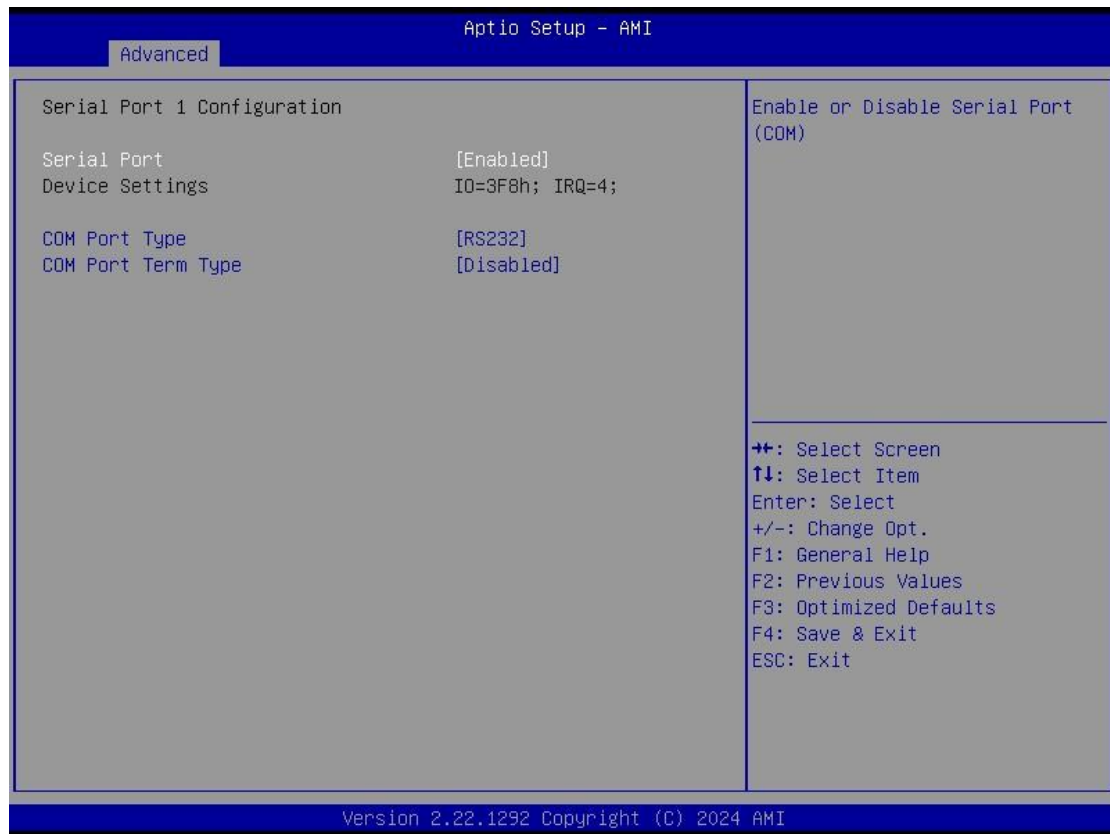 Aptio Setup - AMI
Advanced
Serial Port 1 Configuration
Serial Port [Enabled]
Device Settings IO=3F8h; IRQ=4;
COM Port Type [RS232]
COM Port Term Type [Disabled]
Enable or Disable Serial Port
(COM)
→←: Select Screen
↑↓: Select Item
Enter: Select
+/-: Change Opt.
F1: General Help
F2: Previous Values
F3: Optimized Defaults
F4: Save & Exit
ESC: Exit
Version 2.22.1292 Copyright (C) 2024 AMI